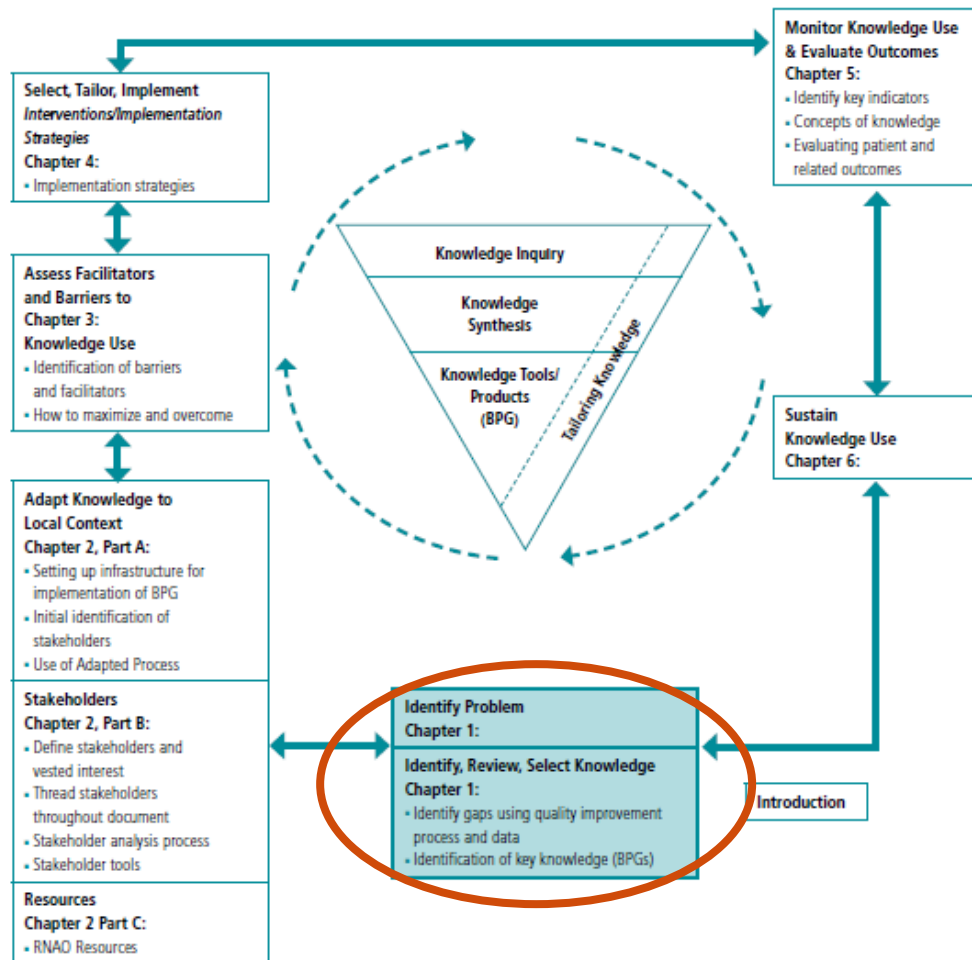 Monitor Knowledge Use
& Evaluate Outcomes
Chapter 5:
▪ Identify key indicators
▪ Concepts of knowledge
▪ Evaluating patient and
related outcomes
Select, Tailor, Implement
Interventions/Implementation
Strategies
Chapter 4:
▪ Implementation strategies
Assess Facilitators
and Barriers to
Chapter 3:
Knowledge Use
▪ Identification of barriers
and facilitators
▪ How to maximize and overcome
Knowledge Inquiry
Knowledge
Synthesis
Knowledge Tools/
Products
(BPG)
Tailoring Knowledge
Sustain
Knowledge Use
Chapter 6:
Adapt Knowledge to
Local Context
Chapter 2, Part A:
▪ Setting up infrastructure for
implementation of BPG
▪ Initial identification of
stakeholders
▪ Use of Adapted Process
Stakeholders
Chapter 2, Part B:
▪ Define stakeholders and
vested interest
▪ Thread stakeholders
throughout document
▪ Stakeholder analysis process
▪ Stakeholder tools
Resources
Chapter 2 Part C:
▪ RNAO Resources
Identify Problem
Chapter 1:
Identify, Review, Select Knowledge
Chapter 1:
▪ Identify gaps using quality improvement
process and data
▪ Identification of key knowledge (BPGs)
Introduction